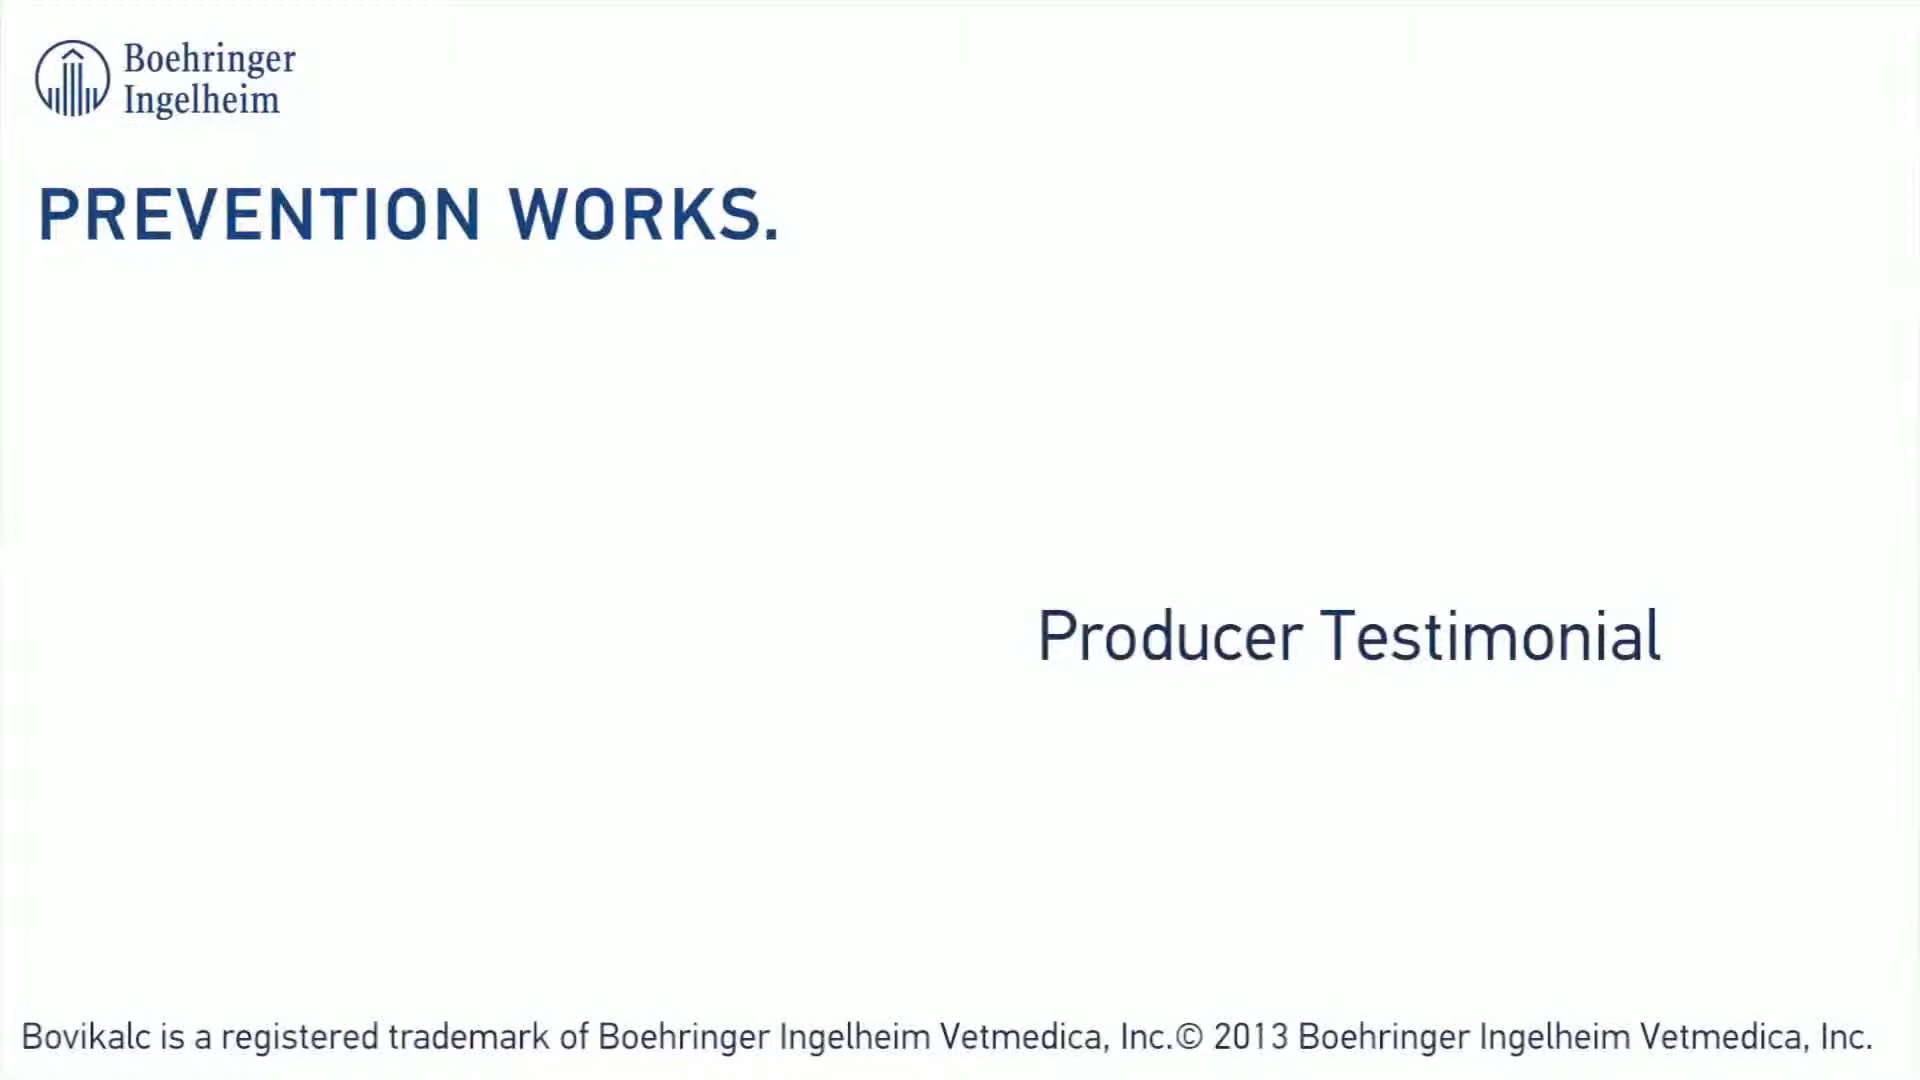 Boehringer
Ingelheim
PREVENTION WORKS.
Producer Testimonial
Bovikalc is a registered trademark of Boehringer Ingelheim Vetmedica, Inc.© 2013 Boehringer Ingelheim Vetmedica, Inc.